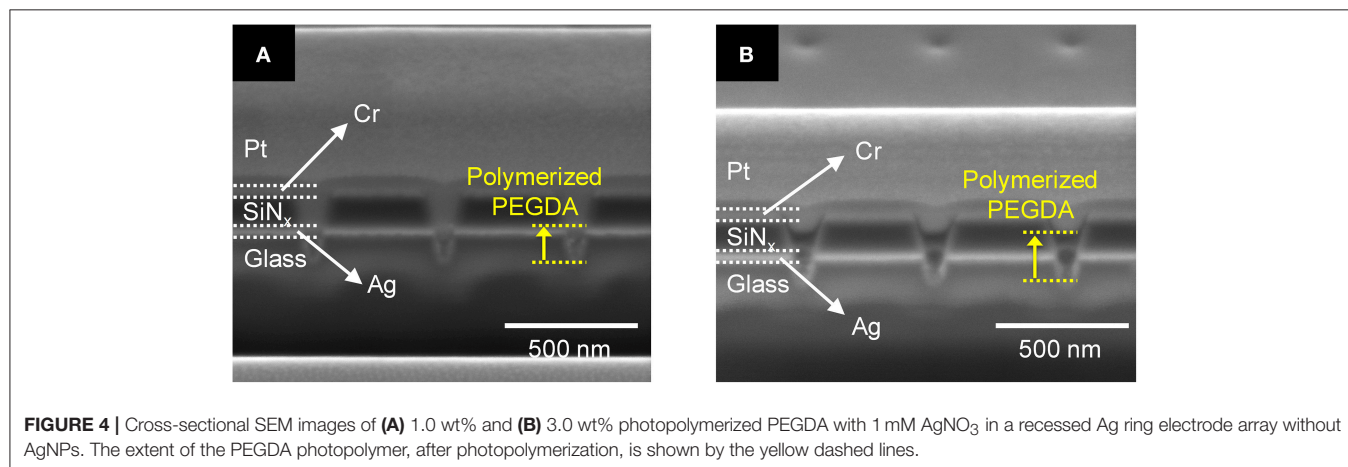 A
Cr
Pt
Polymerized
PEGDA
SiNₓ
Glass
Ag
500 nm
B
Cr
Pt
Polymerized
PEGDA
SiNₓ
Glass
Ag
500 nm
FIGURE 4 | Cross-sectional SEM images of (A) 1.0 wt% and (B) 3.0 wt% photopolymerized PEGDA with 1 mM AgNO₃ in a recessed Ag ring electrode array without
AgNPs. The extent of the PEGDA photopolymer, after photopolymerization, is shown by the yellow dashed lines.